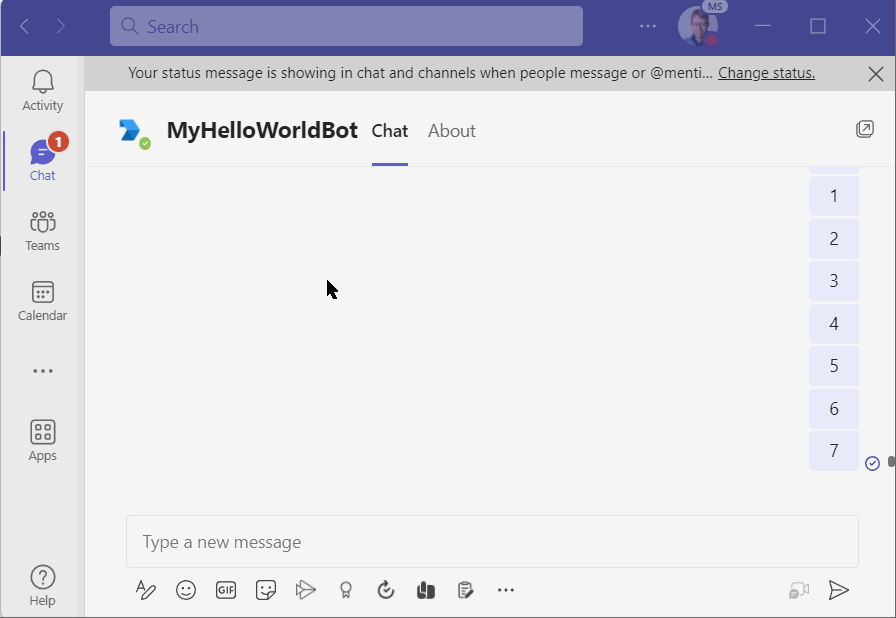 Search
MS
Your status message is showing in chat and channels when people message or @menti... Change status.
Activity
1
Chat
Teams
Calendar
Apps
Help
MyHelloWorldBot Chat About
1
2
3
4
5
6
7
Type a new message
GIF